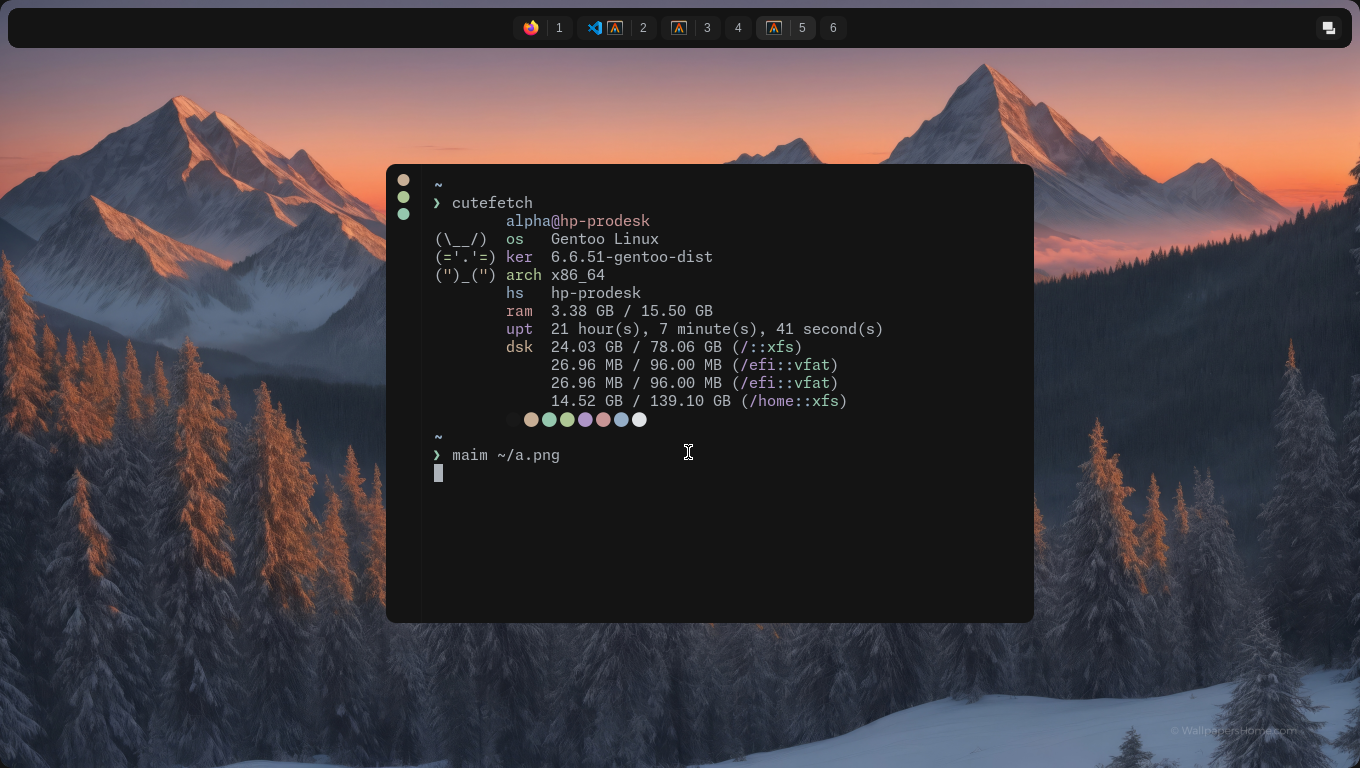 1 2 3 4 5 6
~
❯ cutefetch
alpha@hp-prodesk
(\__/) os Gentoo Linux
(='.'=) ker 6.6.51-gentoo-dist
(")_(") arch x86_64
hs hp-prodesk
ram 3.38 GB / 15.50 GB
upt 21 hour(s), 7 minute(s), 41 second(s)
dsk 24.03 GB / 78.06 GB (/::xfs)
26.96 MB / 96.00 MB (/efi::vfat)
26.96 MB / 96.00 MB (/efi::vfat)
14.52 GB / 139.10 GB (/home::xfs)
~
❯ maim ~/a.png
© WallpapersHome.com